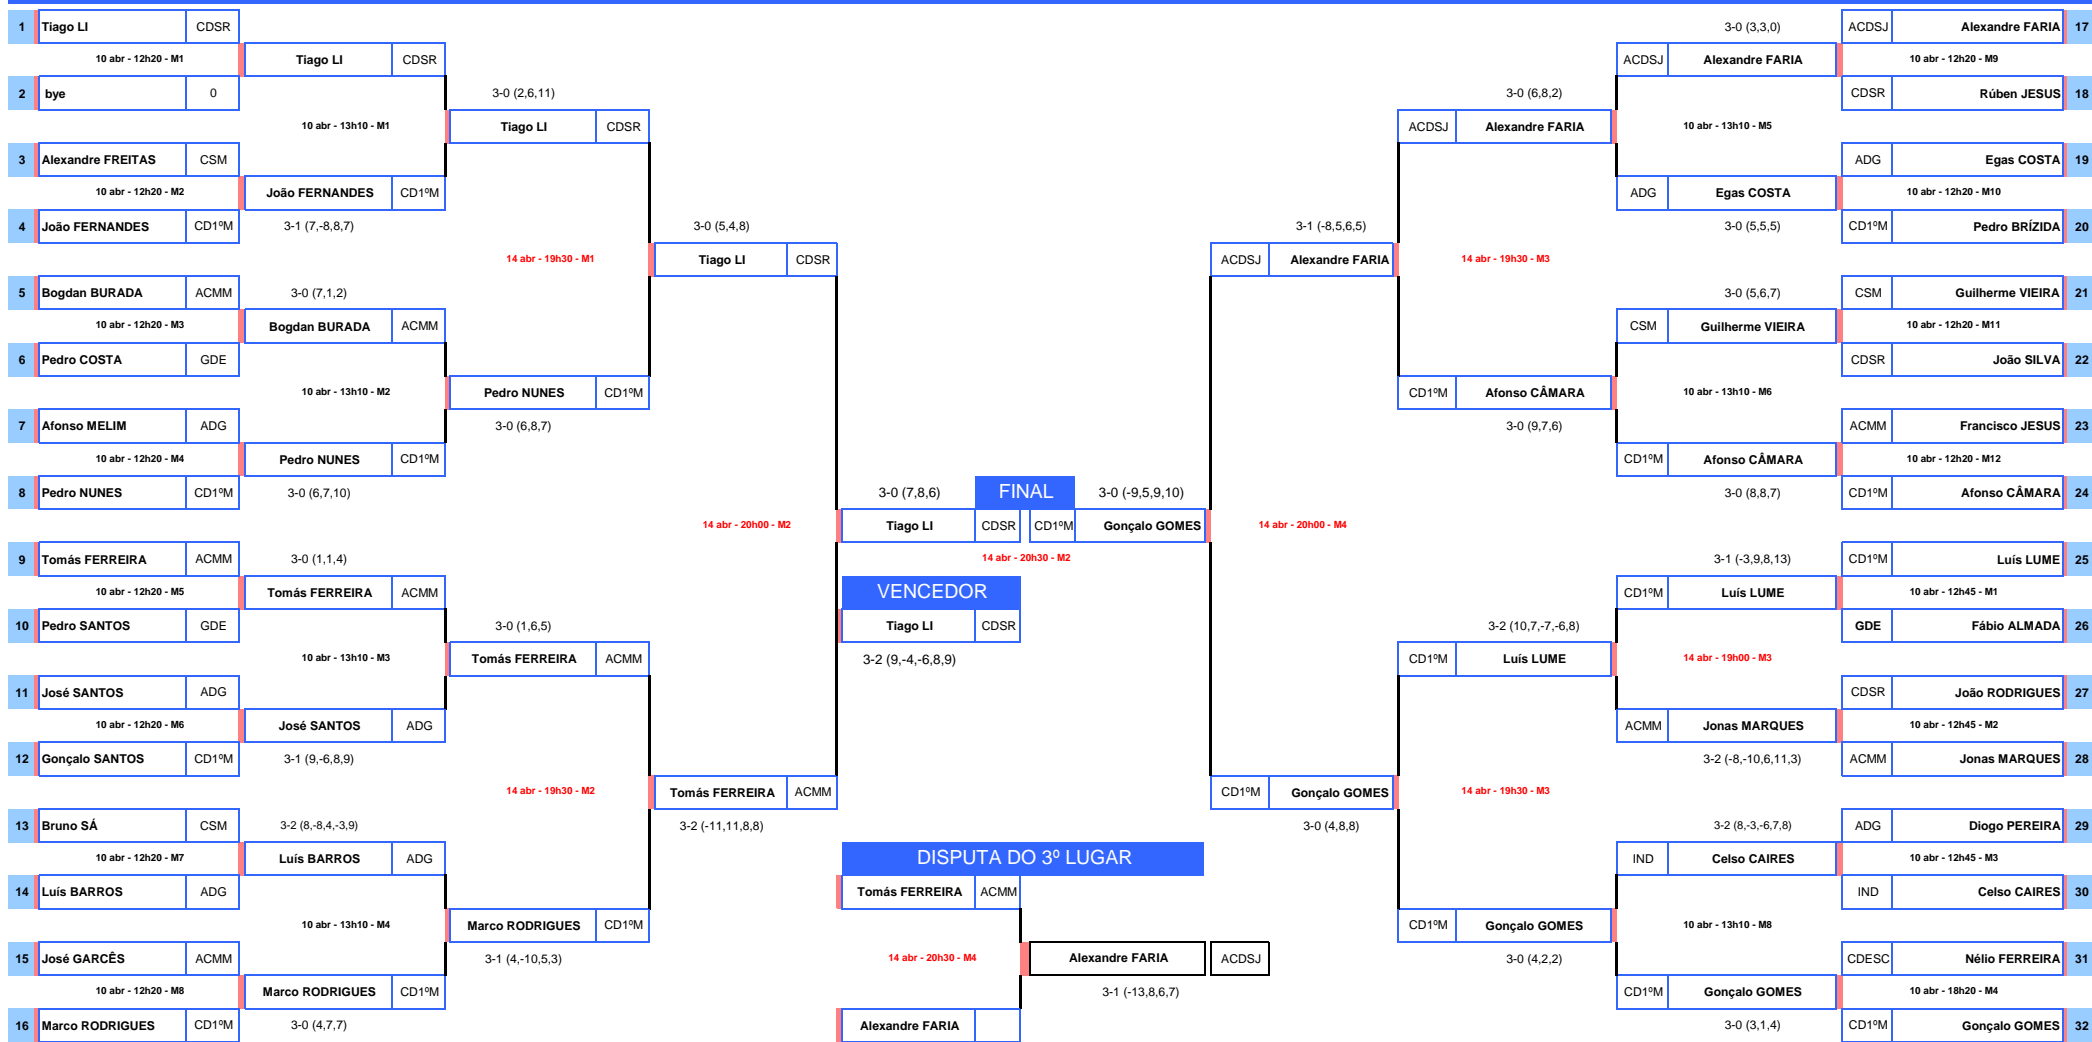 1 Tiago LI CDSR 3-0 (3,3,0) ACDSJ Alexandre FARIA 17
10 abr - 12h20 - M1 Tiago LI CDSR ACDSJ Alexandre FARIA 10 abr - 12h20 - M9
2 bye 0 3-0 (2,6,11) 3-0 (6,8,2) CDSR Rúben JESUS 18
10 abr - 13h10 - M1 Tiago LI CDSR ACDSJ Alexandre FARIA 10 abr - 13h10 - M5
3 Alexandre FREITAS CSM ADG Egas COSTA 19
10 abr - 12h20 - M2 João FERNANDES CD1ºM ADG Egas COSTA 10 abr - 12h20 - M10
4 João FERNANDES CD1ºM 3-1 (7,-8,8,7) 3-0 (5,4,8) 3-1 (-8,5,6,5) 3-0 (5,5,5) CD1ºM Pedro BRÍZIDA 20
14 abr - 19h30 - M1 Tiago LI CDSR ACDSJ Alexandre FARIA 14 abr - 19h30 - M3
5 Bogdan BURADA ACMM 3-0 (7,1,2) 3-0 (5,6,7) CSM Guilherme VIEIRA 21
10 abr - 12h20 - M3 Bogdan BURADA ACMM CSM Guilherme VIEIRA 10 abr - 12h20 - M11
6 Pedro COSTA GDE CDSR João SILVA 22
10 abr - 13h10 - M2 Pedro NUNES CD1ºM CD1ºM Afonso CÂMARA 10 abr - 13h10 - M6
7 Afonso MELIM ADG 3-0 (6,8,7) 3-0 (9,7,6) ACMM Francisco JESUS 23
10 abr - 12h20 - M4 Pedro NUNES CD1ºM CD1ºM Afonso CÂMARA 10 abr - 12h20 - M12
8 Pedro NUNES CD1ºM 3-0 (6,7,10) 3-0 (7,8,6) FINAL 3-0 (-9,5,9,10) 3-0 (8,8,7) CD1ºM Afonso CÂMARA 24
14 abr - 20h00 - M2 Tiago LI CDSR CD1ºM Gonçalo GOMES 14 abr - 20h00 - M4
9 Tomás FERREIRA ACMM 3-0 (1,1,4) 14 abr - 20h30 - M2 3-1 (-3,9,8,13) CD1ºM Luís LUME 25
10 abr - 12h20 - M5 Tomás FERREIRA ACMM VENCEDOR CD1ºM Luís LUME 10 abr - 12h45 - M1
10 Pedro SANTOS GDE 3-0 (1,6,5) Tiago LI CDSR 3-2 (10,7,-7,-6,8) GDE Fábio ALMADA 26
10 abr - 13h10 - M3 Tomás FERREIRA ACMM 3-2 (9,-4,-6,8,9) CD1ºM Luís LUME 14 abr - 19h00 - M3
11 José SANTOS ADG CDSR João RODRIGUES 27
10 abr - 12h20 - M6 José SANTOS ADG ACMM Jonas MARQUES 10 abr - 12h45 - M2
12 Gonçalo SANTOS CD1ºM 3-1 (9,-6,8,9) 3-2 (-8,-10,6,11,3) ACMM Jonas MARQUES 28
14 abr - 19h30 - M2 Tomás FERREIRA ACMM CD1ºM Gonçalo GOMES 14 abr - 19h30 - M3
13 Bruno SÁ CSM 3-2 (8,-8,4,-3,9) 3-2 (-11,11,8,8) 3-0 (4,8,8) 3-2 (8,-3,-6,7,8) ADG Diogo PEREIRA 29
10 abr - 12h20 - M7 Luís BARROS ADG DISPUTA DO 3º LUGAR IND Celso CAIRES 10 abr - 12h45 - M3
14 Luís BARROS ADG Tomás FERREIRA ACMM IND Celso CAIRES 30
10 abr - 13h10 - M4 Marco RODRIGUES CD1ºM CD1ºM Gonçalo GOMES 10 abr - 13h10 - M8
15 José GARCÊS ACMM 3-1 (4,-10,5,3) 14 abr - 20h30 - M4 Alexandre FARIA ACDSJ 3-0 (4,2,2) CDESC Nélio FERREIRA 31
10 abr - 12h20 - M8 Marco RODRIGUES CD1ºM 3-1 (-13,8,6,7) CD1ºM Gonçalo GOMES 10 abr - 18h20 - M4
16 Marco RODRIGUES CD1ºM 3-0 (4,7,7) Alexandre FARIA 3-0 (3,1,4) CD1ºM Gonçalo GOMES 32